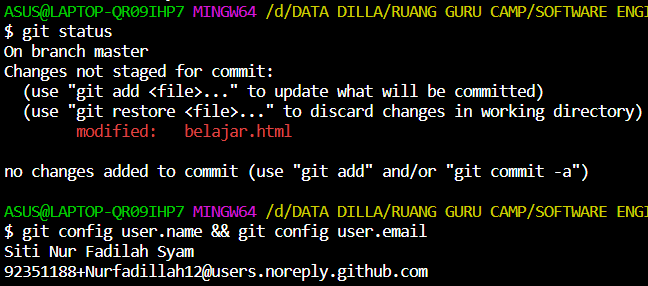 ASUS@LAPTOP-QR09IHP7 MINGW64 /d/DATA DILLA/RUANG GURU CAMP/SOFTWARE ENG
$ git status
On branch master
Changes not staged for commit:
  (use "git add <file>..." to update what will be committed)
  (use "git restore <file>..." to discard changes in working directory)
        modified:   belajar.html

no changes added to commit (use "git add" and/or "git commit -a")

ASUS@LAPTOP-QR09IHP7 MINGW64 /d/DATA DILLA/RUANG GURU CAMP/SOFTWARE ENG
$ git config user.name && git config user.email
Siti Nur Fadilah Syam
92351188+Nurfadillah12@users.noreply.github.com